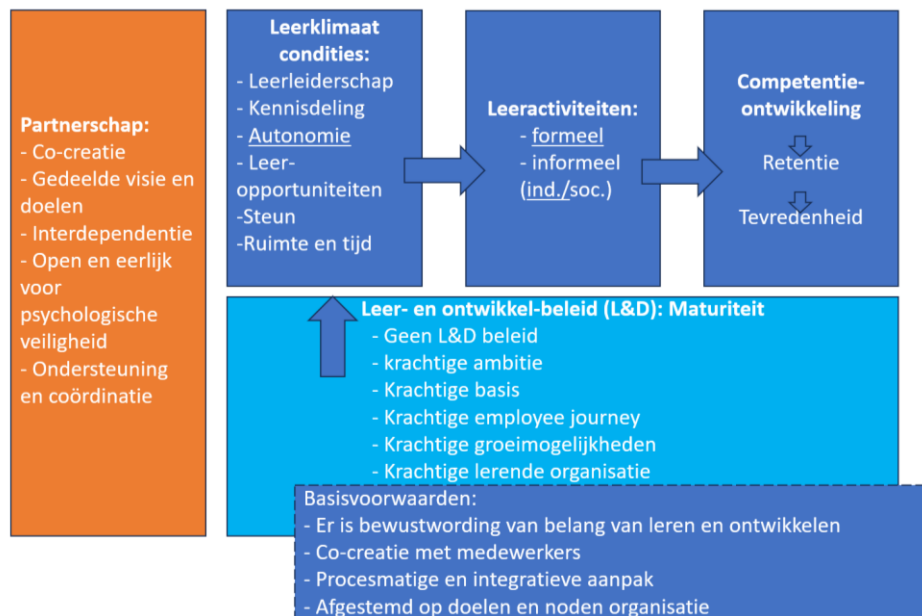 Partnerschap:
- Co-creatie
- Gedeelde visie en
doelen
- Interdependentie
- Open en eerlijk
voor
psychologische
veiligheid
- Ondersteuning
en coördinatie
Leerklimaat
condities:
- Leerleiderschap
- Kennisdeling
- Autonomie
- Leer-
opportuniteiten
-Steun
-Ruimte en tijd
Leeractiviteiten:
- formeel
- informeel
(ind./soc.)
Competentie-
ontwikkeling
Retentie
Tevredenheid
Leer- en ontwikkel-beleid (L&D): Maturiteit
- Geen L&D beleid
- krachtige ambitie
- Krachtige basis
- Krachtige employee journey
- Krachtige groeimogelijkheden
- Krachtige lerende organisatie
Basisvoorwaarden:
- Er is bewustwording van belang van leren en ontwikkelen
- Co-creatie met medewerkers
- Procesmatige en integratieve aanpak
- Afgestemd op doelen en noden organisatie